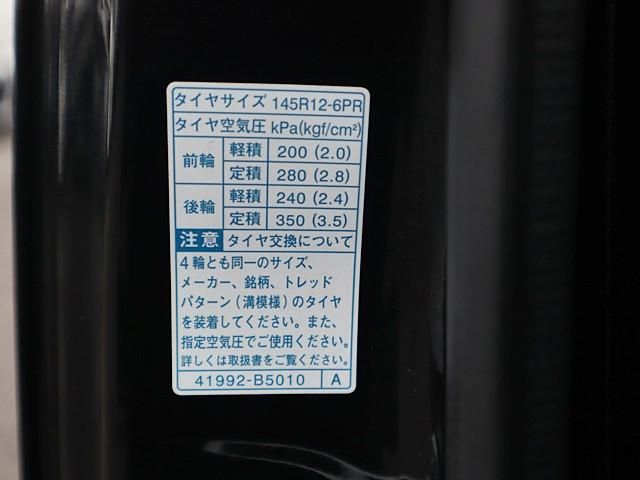 タイヤサイズ 145R12-6PR
タイヤ空気圧 kPa(kgf/cm²)
前輪 軽積 200 (2.0)
定積 280 (2.8)
後輪 軽積 240 (2.4)
定積 350 (3.5)
注意 タイヤ交換について
4輪とも同一のサイズ、
メーカー、銘柄、トレッド
パターン(溝模様)のタイヤ
を装着してください。また、
指定空気圧でご使用ください。
詳しくは取扱書をご覧ください。
41992-B5010 A